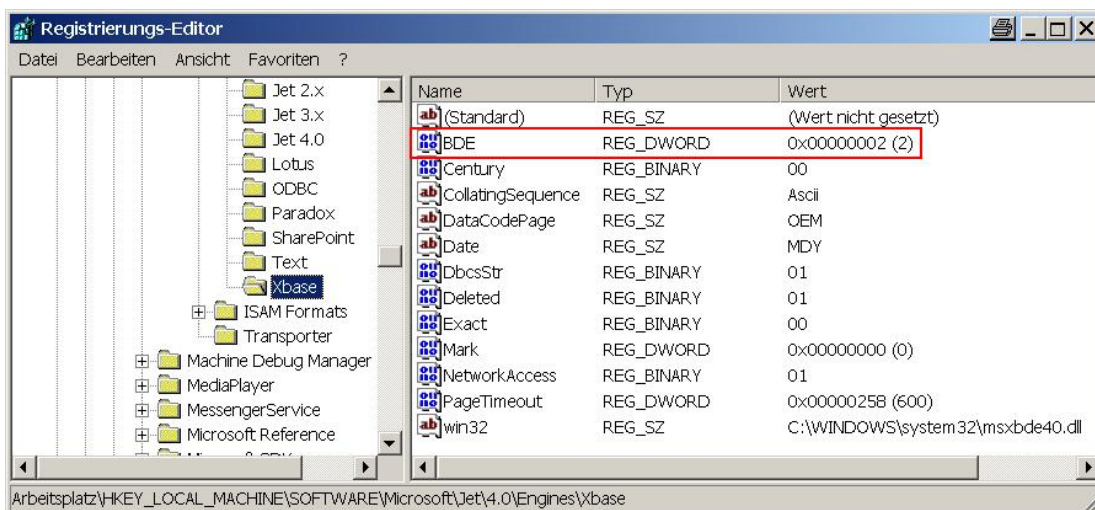 Registrierungs-Editor
Datei Bearbeiten Ansicht Favoriten ?
Jet 2.x
Jet 3.x
Jet 4.0
Lotus
ODBC
Paradox
SharePoint
Text
Xbase
ISAM Formats
Transporter
Machine Debug Manager
MediaPlayer
MessengerService
Microsoft Reference
Name Typ Wert
(Standard) REG_SZ (Wert nicht gesetzt)
BDE REG_DWORD 0x00000002 (2)
Century REG_BINARY 00
CollatingSequence REG_SZ Ascii
DataCodePage REG_SZ OEM
Date REG_SZ MDY
DbcsStr REG_BINARY 01
Deleted REG_BINARY 01
Exact REG_BINARY 00
Mark REG_DWORD 0x00000000 (0)
NetworkAccess REG_BINARY 01
PageTimeout REG_DWORD 0x00000258 (600)
win32 REG_SZ C:\WINDOWS\system32\msxbde40.dll
Arbeitsplatz\HKEY_LOCAL_MACHINE\SOFTWARE\Microsoft\Jet\4.0\Engines\Xbase